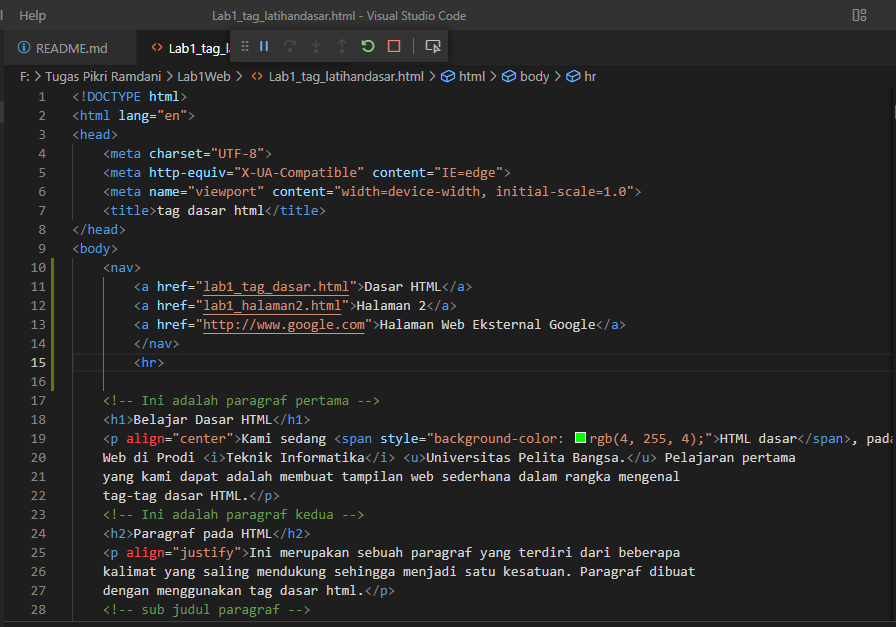 Help
Lab1_tag_latihandasar.html - Visual Studio Code
README.md
Lab1_tag_l
F: > Tugas Pikri Ramdani > Lab1Web > Lab1_tag_latihandasar.html > html > body > hr
1 <!DOCTYPE html>
2 <html lang="en">
3 <head>
4 <meta charset="UTF-8">
5 <meta http-equiv="X-UA-Compatible" content="IE=edge">
6 <meta name="viewport" content="width=device-width, initial-scale=1.0">
7 <title>tag dasar html</title>
8 </head>
9 <body>
10 <nav>
11 <a href="lab1_tag_dasar.html">Dasar HTML</a>
12 <a href="lab1_halaman2.html">Halaman 2</a>
13 <a href="http://www.google.com">Halaman Web Eksternal Google</a>
14 </nav>
15 <hr>
16
17 <!-- Ini adalah paragraf pertama -->
18 <h1>Belajar Dasar HTML</h1>
19 <p align="center">Kami sedang <span style="background-color: rgb(4, 255, 4);">HTML dasar</span>, pada
20 Web di Prodi <i>Teknik Informatika</i> <u>Universitas Pelita Bangsa.</u> Pelajaran pertama
21 yang kami dapat adalah membuat tampilan web sederhana dalam rangka mengenal
22 tag-tag dasar HTML.</p>
23 <!-- Ini adalah paragraf kedua -->
24 <h2>Paragraf pada HTML</h2>
25 <p align="justify">Ini merupakan sebuah paragraf yang terdiri dari beberapa
26 kalimat yang saling mendukung sehingga menjadi satu kesatuan. Paragraf dibuat
27 dengan menggunakan tag dasar html.</p>
28 <!-- sub judul paragraf -->